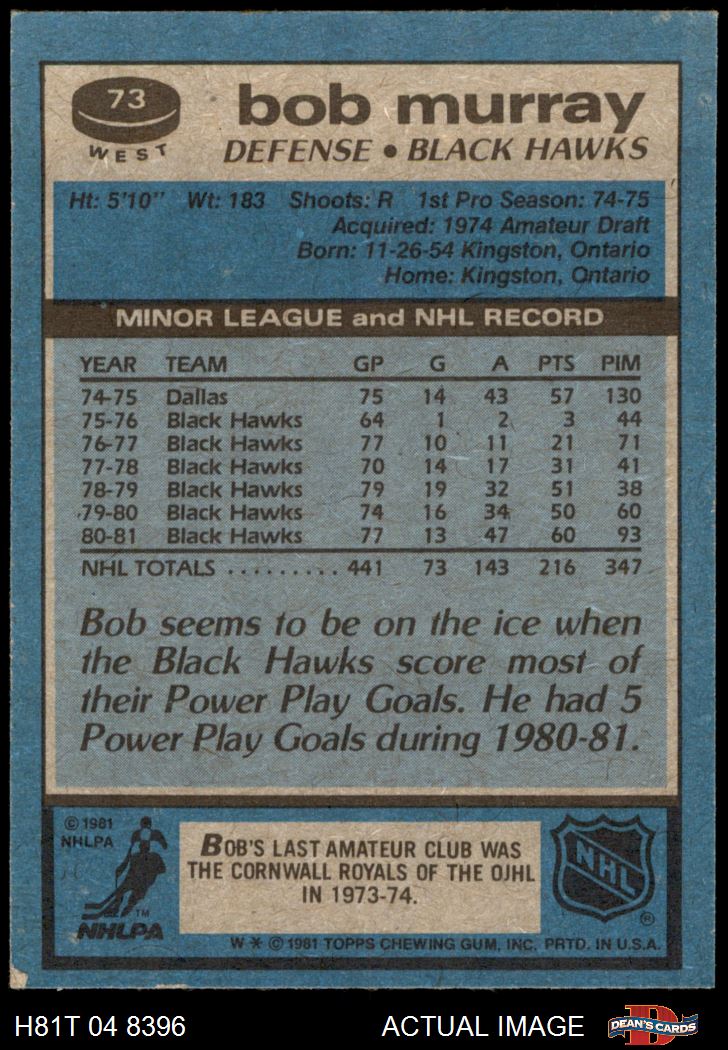 73
WEST
bob murray
DEFENSE • BLACK HAWKS
Ht: 5'10" Wt: 183 Shoots: R 1st Pro Season: 74-75
Acquired: 1974 Amateur Draft
Born: 11-26-54 Kingston, Ontario
Home: Kingston, Ontario
MINOR LEAGUE and NHL RECORD
YEAR TEAM GP G A PTS PIM
74-75 Dallas 75 14 43 57 130
75-76 Black Hawks 64 1 2 3 44
76-77 Black Hawks 77 10 11 21 71
77-78 Black Hawks 70 14 17 31 41
78-79 Black Hawks 79 19 32 51 38
79-80 Black Hawks 74 16 34 50 60
80-81 Black Hawks 77 13 47 60 93
NHL TOTALS ......... 441 73 143 216 347
Bob seems to be on the ice when
the Black Hawks score most of
their Power Play Goals. He had 5
Power Play Goals during 1980-81.
© 1981
NHLPA
TM
NHLPA
BOB'S LAST AMATEUR CLUB WAS
THE CORNWALL ROYALS OF THE OJHL
IN 1973-74.
NHL
®
W * © 1981 TOPPS CHEWING GUM, INC. PRTD. IN U.S.A.
H81T 04 8396 ACTUAL IMAGE
D
DEAN'S CARDS